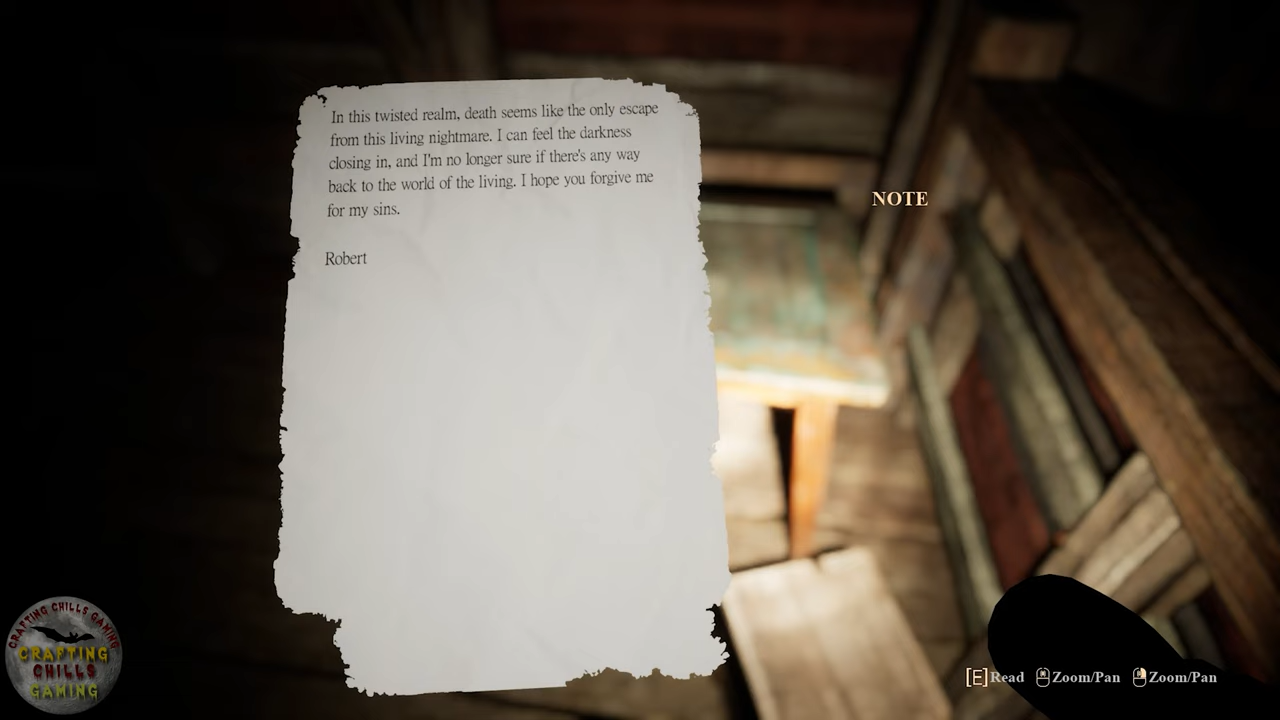 In this twisted realm, death seems like the only escape
from this living nightmare. I can feel the darkness
closing in, and I'm no longer sure if there's any way
back to the world of the living. I hope you forgive me
for my sins.
Robert
NOTE
[E]Read Zoom/Pan Zoom/Pan
CRAFTING CHILLS GAMING
CRAFTING
CHILLS
GAMING